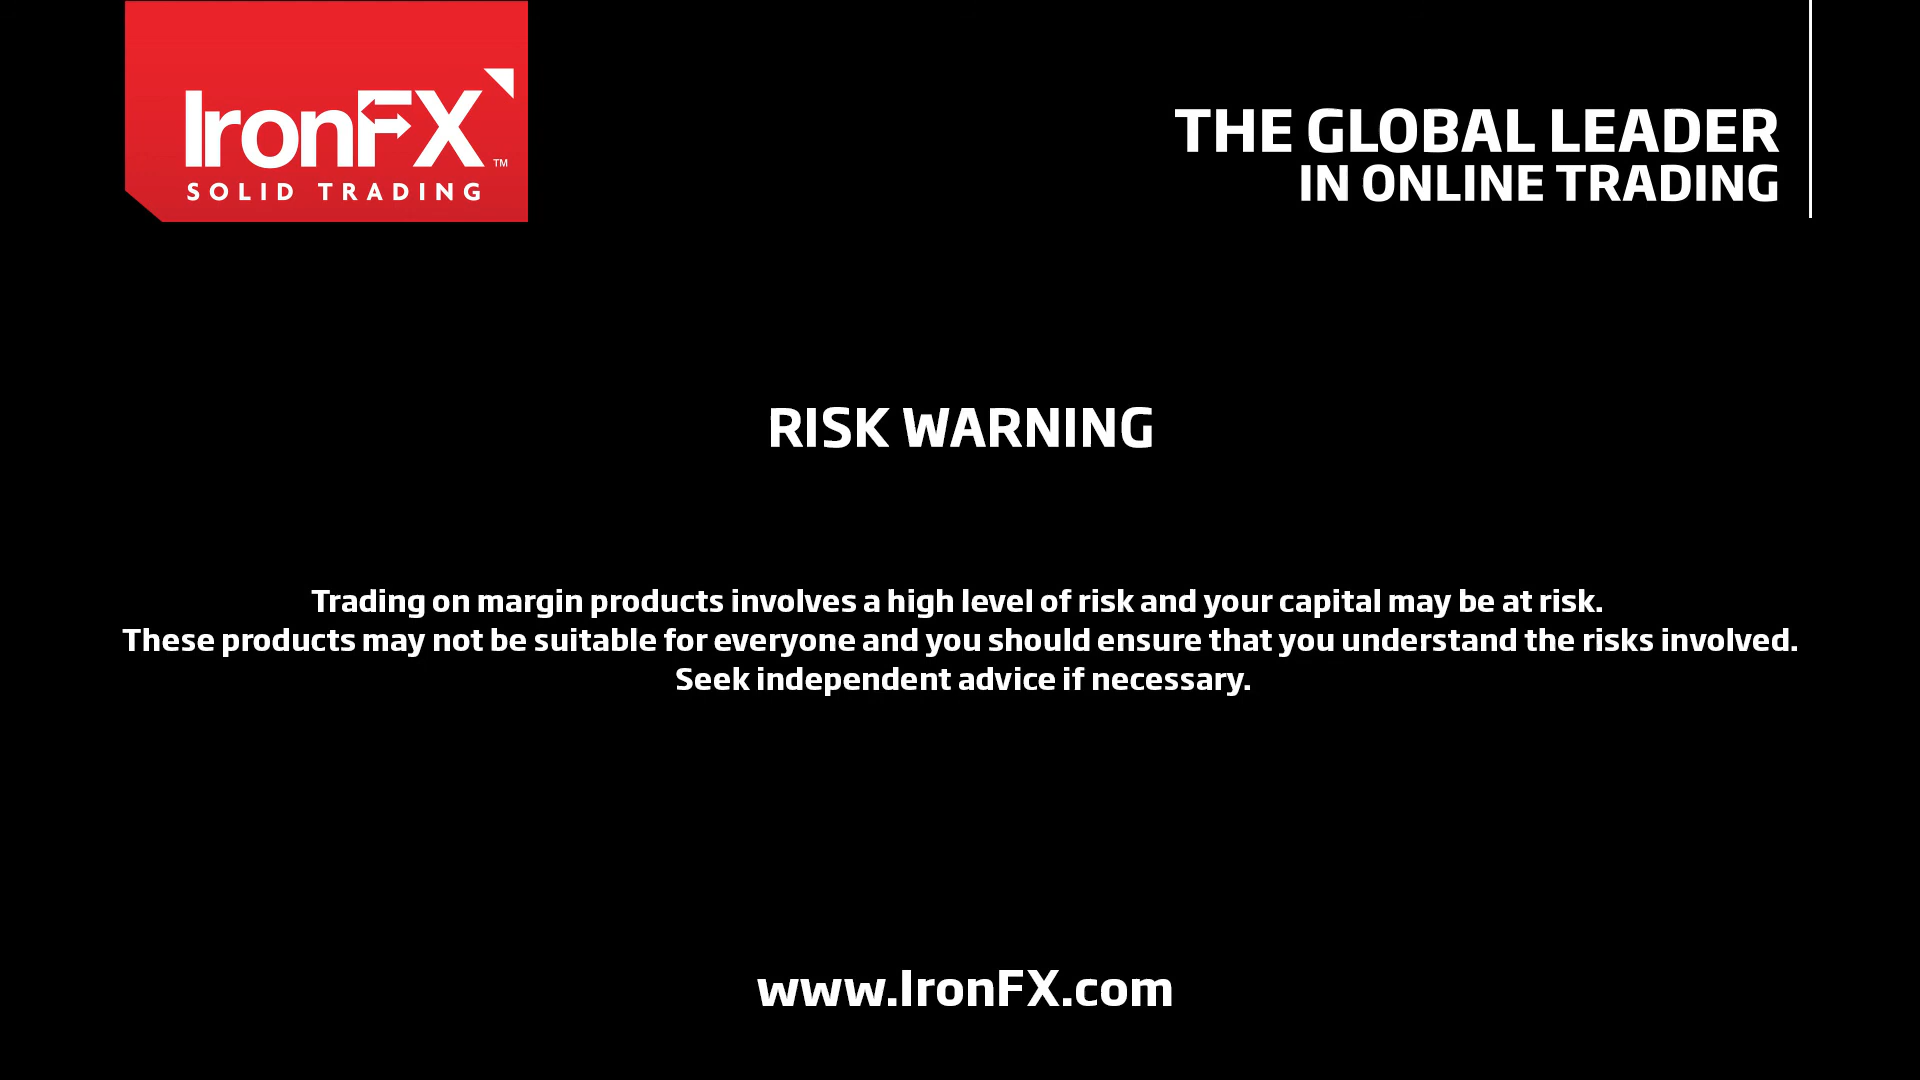 IronFX™
SOLID TRADING
THE GLOBAL LEADER
IN ONLINE TRADING
RISK WARNING
Trading on margin products involves a high level of risk and your capital may be at risk.
These products may not be suitable for everyone and you should ensure that you understand the risks involved.
Seek independent advice if necessary.
www.IronFX.com